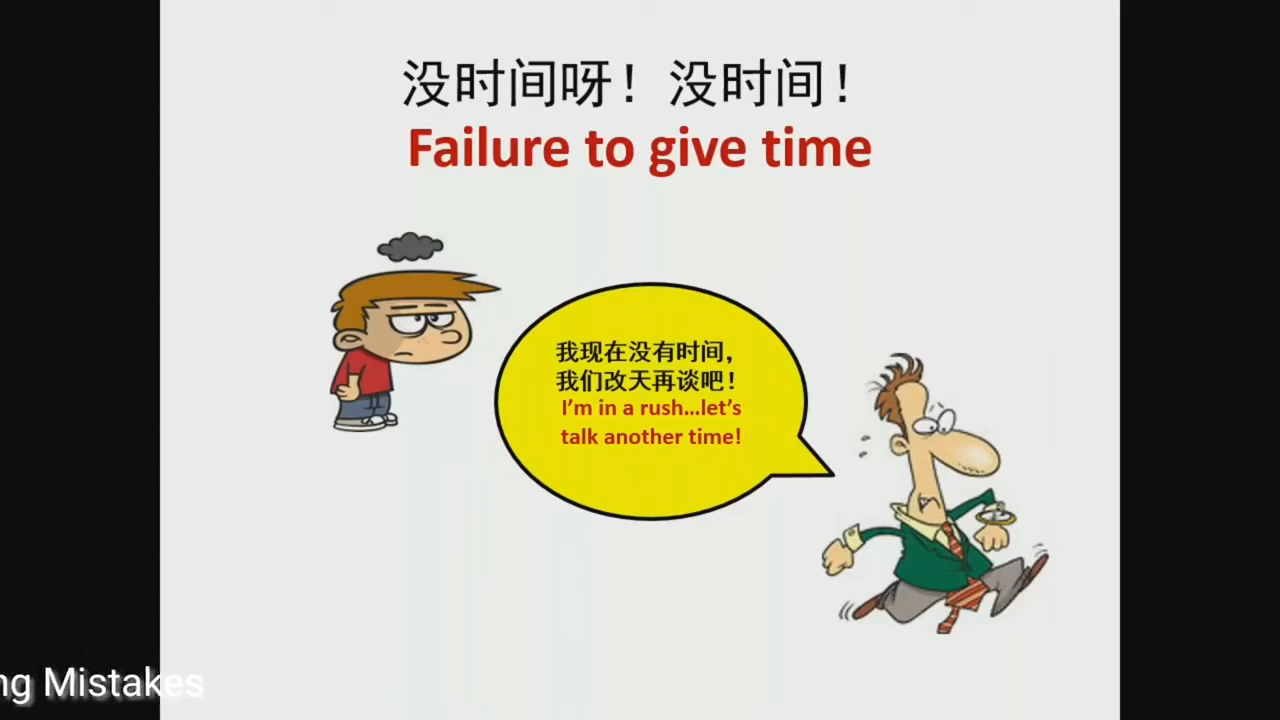 没时间呀！没时间！
Failure to give time
我现在没有时间，
我们改天再谈吧！
I'm in a rush...let's
talk another time!
ng Mistakes